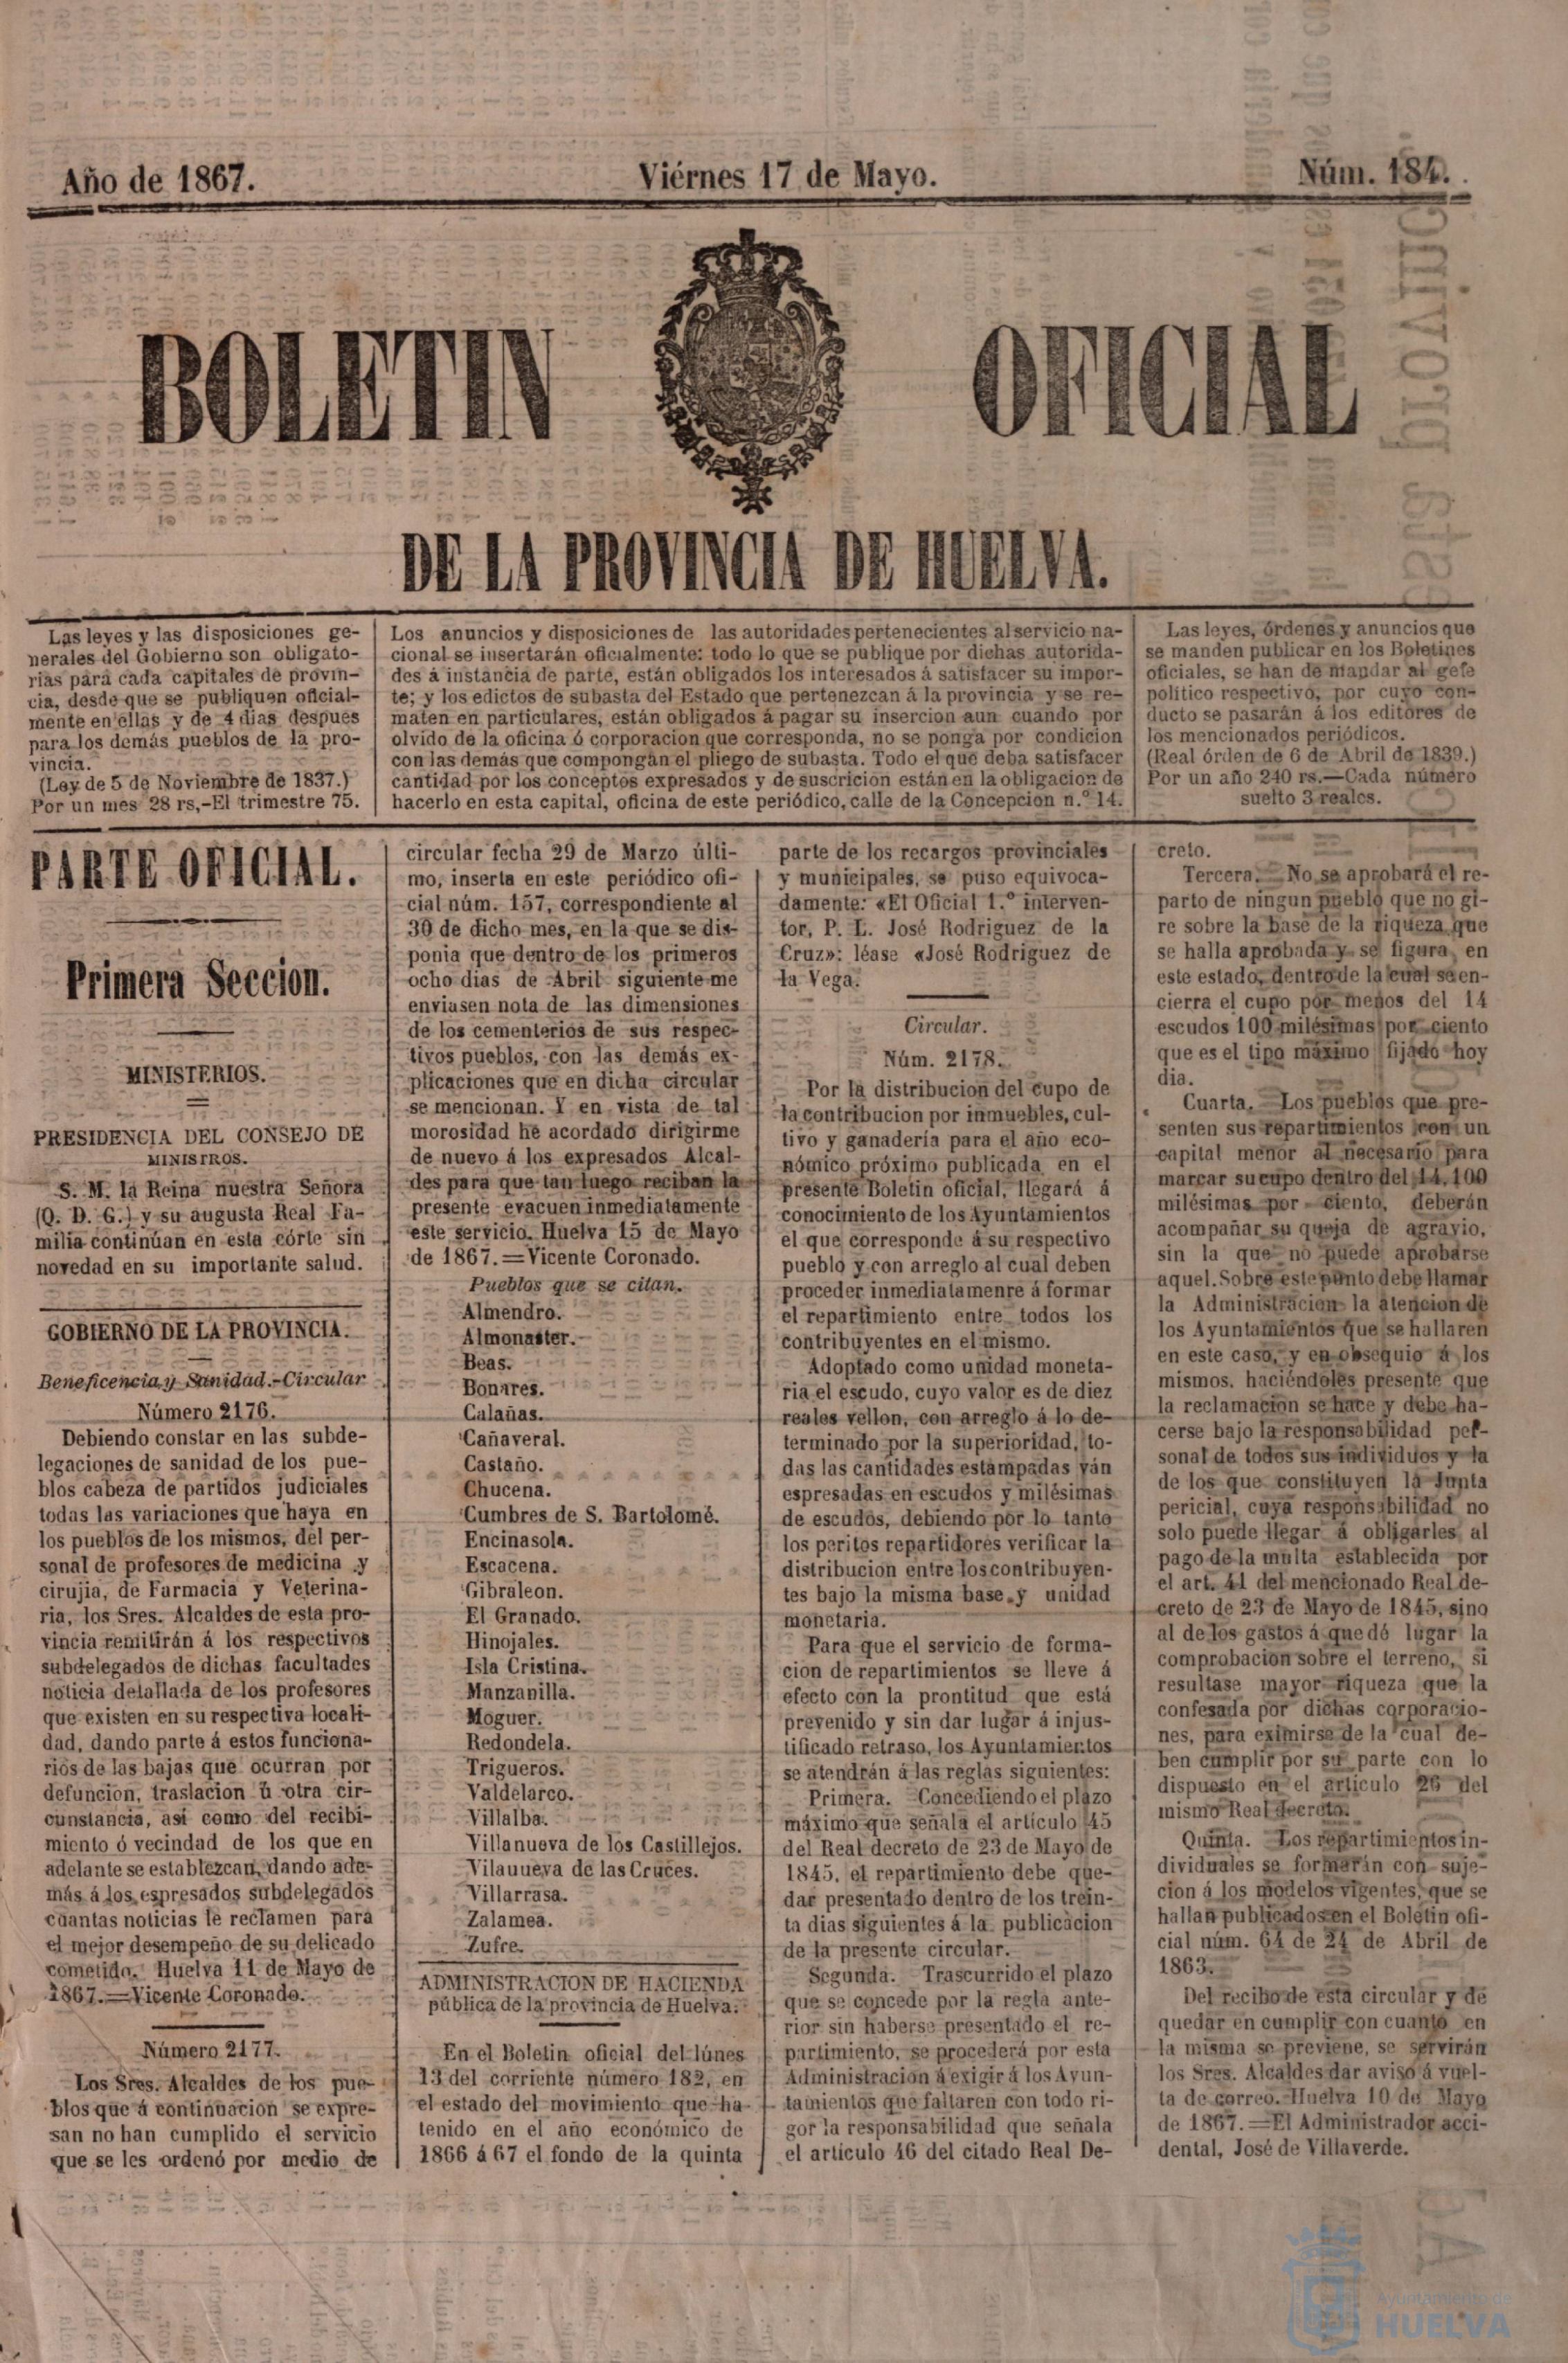 Año de 1867.
Viérnes 17 de Mayo.
Núm. 184.
BOLETIN OFICIAL
DE LA PROVINCIA DE HUELVA.
Las leyes y las disposiciones ge-
nerales del Gobierno son obligato-
rias para cada capitales de provin-
cia, desde que se publiquen oficial-
mente en ellas y de 4 dias despues
para los demás pueblos de la pro-
vincia.
(Ley de 5 de Noviembre de 1837.)
Por un mes 28 rs,-El trimestre 75.
Los anuncios y disposiciones de las autoridades pertenecientes al servicio na-
cional se insertarán oficialmente: todo lo que se publique por dichas autorida-
des á instancia de parte, están obligados los interesados á satisfacer su impor-
te; y los edictos de subasta del Estado que pertenezcan á la provincia y se re-
maten en particulares, están obligados á pagar su insercion aun cuando por
olvido de la oficina ó corporacion que corresponda, no se ponga por condicion
con las demás que compongan el pliego de subasta. Todo el que deba satisfacer
cantidad por los conceptos expresados y de suscricion están en la obligacion de
hacerlo en esta capital, oficina de este periódico, calle de la Concepcion n.º 14.
Las leyes, órdenes y anuncios que
se manden publicar en los Boletines
oficiales, se han de mandar al gefe
político respectivo, por cuyo con-
ducto se pasarán á los editores de
los mencionados periódicos.
(Real órden de 6 de Abril de 1839.)
Por un año 240 rs.—Cada número
suelto 3 reales.
PARTE OFICIAL.
Primera Seccion.
MINISTERIOS.
PRESIDENCIA DEL CONSEJO DE
MINISTROS.
S. M. la Reina nuestra Señora
(Q. D. G.) y su augusta Real Fa-
milia continúan en esta córte sin
novedad en su importante salud.
GOBIERNO DE LA PROVINCIA.
Beneficencia y Sanidad.-Circular
Número 2176.
Debiendo constar en las subde-
legaciones de sanidad de los pue-
blos cabeza de partidos judiciales
todas las variaciones que haya en
los pueblos de los mismos, del per-
sonal de profesores de medicina y
cirujia, de Farmacia y Veterina-
ria, los Sres. Alcaldes de esta pro-
vincia remitirán á los respectivos
subdelegados de dichas facultades
noticia detallada de los profesores
que existen en su respectiva locali-
dad, dando parte á estos funciona-
rios de las bajas que ocurran por
defuncion, traslacion ú otra cir-
cunstancia, así como del recibi-
miento ó vecindad de los que en
adelante se establezcan, dando ade-
más á los espresados subdelegados
cuantas noticias le reclamen para
el mejor desempeño de su delicado
cometido. Huelva 11 de Mayo de
1867.—Vicente Coronado.
Número 2177.
Los Sres. Alcaldes de los pue-
blos que á continuacion se expre-
san no han cumplido el servicio
que se les ordenó por medio de
circular fecha 29 de Marzo últi-
mo, inserta en este periódico ofi-
cial núm. 157, correspondiente al
30 de dicho mes, en la que se dis-
ponia que dentro de los primeros
ocho dias de Abril siguiente me
enviasen nota de las dimensiones
de los cementerios de sus respec-
tivos pueblos, con las demás ex-
plicaciones que en dicha circular
se mencionan. Y en vista de tal
morosidad he acordado dirigirme
de nuevo á los expresados Alcal-
des para que tan luego reciban la
presente evacuen inmediatamente
este servicio. Huelva 15 de Mayo
de 1867.=Vicente Coronado.
Pueblos que se citan.
Almendro.
Almonaster.
Beas.
Bonares.
Calañas.
Cañaveral.
Castaño.
Chucena.
Cumbres de S. Bartolomé.
Encinasola.
Escacena.
Gibraleon.
El Granado.
Hinojales.
Isla Cristina.
Manzanilla.
Moguer.
Redondela.
Trigueros.
Valdelarco.
Villalba.
Villanueva de los Castillejos.
Vilanueva de las Cruces.
Villarrasa.
Zalamea.
Zufre.
ADMINISTRACION DE HACIENDA
pública de la provincia de Huelva.
En el Boletin oficial del lúnes
13 del corriente número 182, en
el estado del movimiento que ha
tenido en el año económico de
1866 á 67 el fondo de la quinta
parte de los recargos provinciales
y municipales, se puso equivoca-
damente: «El Oficial 1.º interven-
tor, P. L. José Rodriguez de la
Cruz»: léase «José Rodriguez de
la Vega.
Circular.
Núm. 2178.
Por la distribucion del cupo de
la contribucion por inmuebles, cul-
tivo y ganadería para el año eco-
nómico próximo publicada en el
presente Boletin oficial, llegará á
conocimiento de los Ayuntamientos
el que corresponde á su respectivo
pueblo y con arreglo al cual deben
proceder inmediatamenre á formar
el repartimiento entre todos los
contribuyentes en el mismo.
Adoptado como unidad moneta-
ria el escudo, cuyo valor es de diez
reales vellon, con arreglo á lo de-
terminado por la superioridad, to-
das las cantidades estampadas ván
espresadas en escudos y milésimas
de escudos, debiendo por lo tanto
los peritos repartidores verificar la
distribucion entre los contribuyen-
tes bajo la misma base y unidad
monetaria.
Para que el servicio de forma-
cion de repartimientos se lleve á
efecto con la prontitud que está
prevenido y sin dar lugar á injus-
tificado retraso, los Ayuntamientos
se atendrán á las reglas siguientes:
Primera. Concediendo el plazo
máximo que señala el artículo 45
del Real decreto de 23 de Mayo de
1845, el repartimiento debe que-
dar presentado dentro de los trein-
ta dias siguientes á la publicacion
de la presente circular.
Segunda. Trascurrido el plazo
que se concede por la regla ante-
rior sin haberse presentado el re-
partimiento, se procederá por esta
Administracion á exigir á los Ayun-
tamientos que faltaren con todo ri-
gor la responsabilidad que señala
el artículo 46 del citado Real De-
creto.
Tercera. No se aprobará el re-
parto de ningun pueblo que no gi-
re sobre la base de la riqueza que
se halla aprobada y se figura en
este estado, dentro de la cual se en-
cierra el cupo por menos del 14
escudos 100 milésimas por ciento
que es el tipo máximo fijado hoy
dia.
Cuarta. Los pueblos que pre-
senten sus repartimientos con un
capital menor al necesario para
marcar su cupo dentro del 14,100
milésimas por ciento, deberán
acompañar su queja de agravio,
sin la que no puede aprobarse
aquel. Sobre este punto debe llamar
la Administracion la atencion de
los Ayuntamientos que se hallaren
en este caso, y en obsequio á los
mismos, haciéndoles presente que
la reclamacion se hace y debe ha-
cerse bajo la responsabilidad per-
sonal de todos sus individuos y la
de los que constituyen la Junta
pericial, cuya responsibilidad no
solo puede llegar á obligarles al
pago de la multa establecida por
el art. 41 del mencionado Real de-
creto de 23 de Mayo de 1845, sino
al de los gastos á que dé lugar la
comprobacion sobre el terreno, si
resultase mayor riqueza que la
confesada por dichas corporacio-
nes, para eximirse de la cual de-
ben cumplir por su parte con lo
dispuesto en el artículo 26 del
mismo Real decreto.
Quinta. Los repartimientos in-
dividuales se formarán con suje-
cion á los modelos vigentes, que se
hallan publicados en el Boletin ofi-
cial núm. 64 de 24 de Abril de
1863.
Del recibo de esta circular y de
quedar en cumplir con cuanto en
la misma se previene, se servirán
los Sres. Alcaldes dar aviso á vuel-
ta de correo. Huelva 10 de Mayo
de 1867.—El Administrador acci-
dental, José de Villaverde.
Ayuntamiento de
HUELVA